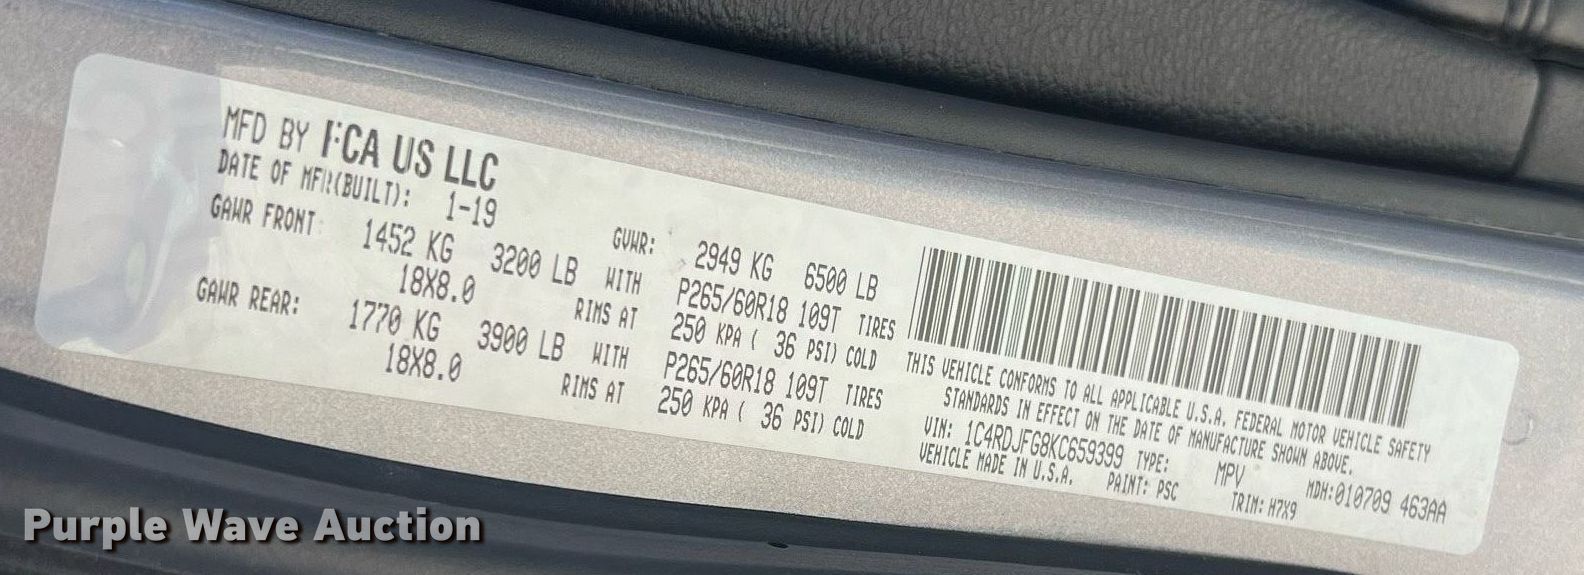 MFD BY FCA US LLC
DATE OF MFR(BUILT): 1-19 GVWR: 2949 KG 6500 LB
GAWR FRONT: 1452 KG 3200 LB WITH P265/60R18 109T TIRES
18X8.0 RIMS AT 250 KPA ( 36 PSI) COLD
GAWR REAR: 1770 KG 3900 LB WITH P265/60R18 109T TIRES
18X8.0 RIMS AT 250 KPA ( 36 PSI) COLD
THIS VEHICLE CONFORMS TO ALL APPLICABLE U.S.A. FEDERAL MOTOR VEHICLE SAFETY
STANDARDS IN EFFECT ON THE DATE OF MANUFACTURE SHOWN ABOVE.
VIN: 1C4RDJFG8KC659399 TYPE: MPV MDH:010709 463AA
VEHICLE MADE IN U.S.A. PAINT: PSC TRIM: H7X9
Purple Wave Auction